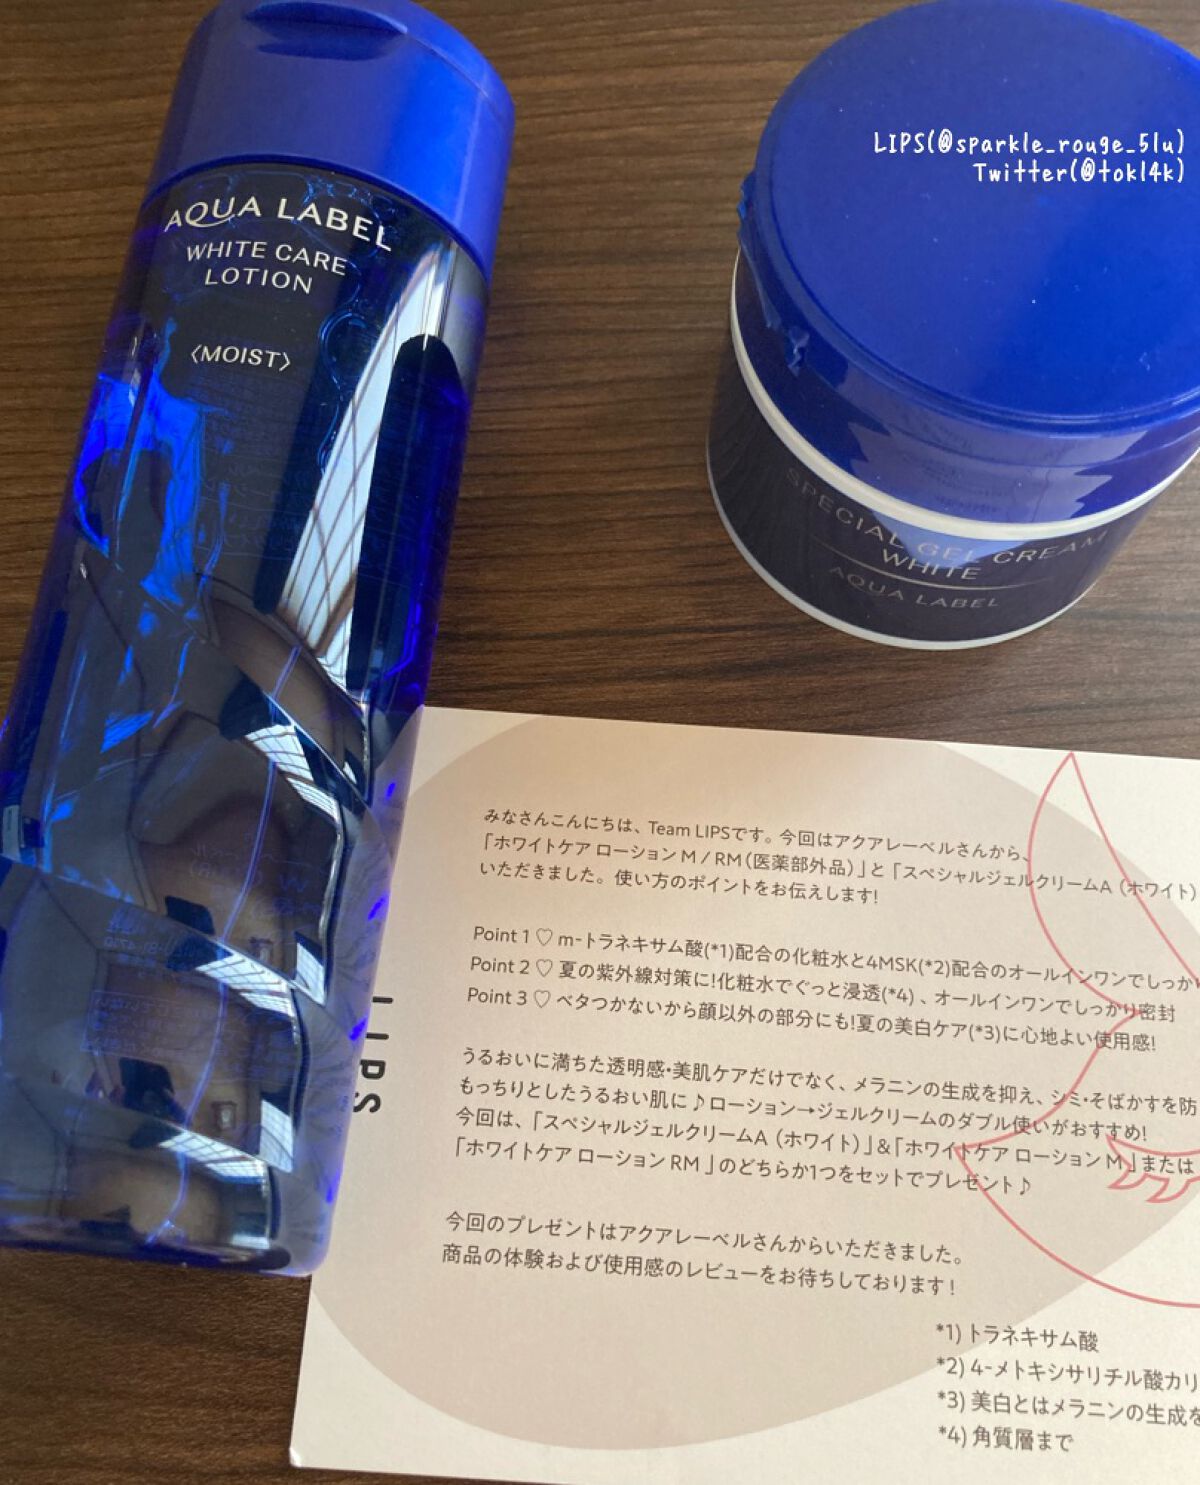 LIPS(@sparkle_rouge_5lu)
Twitter(@tokl4k)
AQUA LABEL
WHITE CARE
LOTION
〈MOIST〉
SPECIAL GEL CREAM
WHITE
AQUA LABEL
LIPS
みなさんこんにちは、Team LIPSです。今回はアクアレーベルさんから、
「ホワイトケア ローション M / RM（医薬部外品）」と「スペシャルジェルクリームA（ホワイト）
いただきました。使い方のポイントをお伝えします!
Point 1 ♡ m-トラネキサム酸(*1)配合の化粧水と4MSK(*2)配合のオールインワンでしっか
Point 2 ♡ 夏の紫外線対策に!化粧水でぐっと浸透(*4) 、オールインワンでしっかり密封
Point 3 ♡ ベタつかないから顔以外の部分にも!夏の美白ケア(*3)に心地よい使用感!
うるおいに満ちた透明感・美肌ケアだけでなく、メラニンの生成を抑え、シミ・そばかすを防
もっちりとしたうるおい肌に♪ローション→ジェルクリームのダブル使いがおすすめ!
今回は、「スペシャルジェルクリームA（ホワイト）」&「ホワイトケア ローション M 」または
「ホワイトケア ローション RM 」のどちらか1つをセットでプレゼント♪
今回のプレゼントはアクアレーベルさんからいただきました。
商品の体験および使用感のレビューをお待ちしております！
*1) トラネキサム酸
*2) 4-メトキシサリチル酸カリ
*3) 美白とはメラニンの生成を
*4) 角質層まで